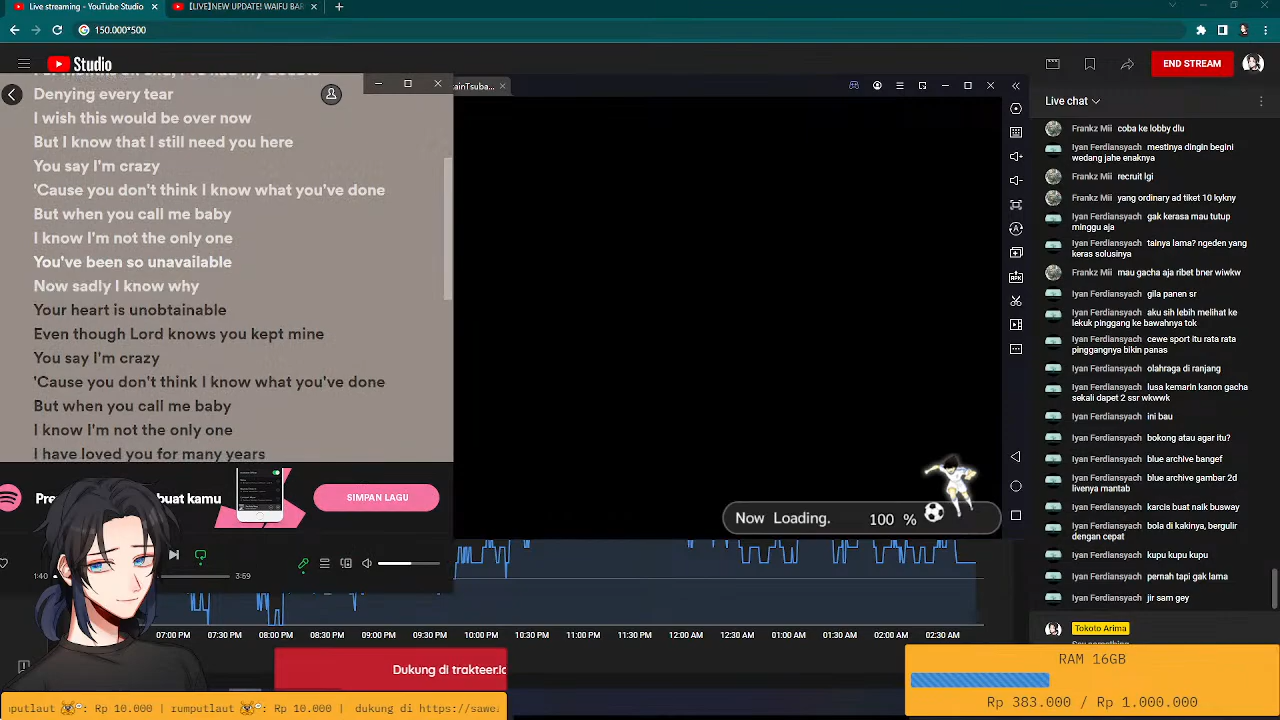 Live streaming - YouTube Studio
[LIVE]NEW UPDATE! WAIFU BAR
150.000*500
Studio
END STREAM
Denying every tear
I wish this would be over now
But I know that I still need you here
You say I'm crazy
'Cause you don't think I know what you've done
But when you call me baby
I know I'm not the only one
You've been so unavailable
Now sadly I know why
Your heart is unobtainable
Even though Lord knows you kept mine
You say I'm crazy
'Cause you don't think I know what you've done
But when you call me baby
I know I'm not the only one
I have loved you for many years
Pre
buat kamu
SIMPAN LAGU
1:40
3:59
ainTsuba...
Now Loading. 100 %
07:00 PM 07:30 PM 08:00 PM 08:30 PM 09:00 PM 09:30 PM 10:00 PM 10:30 PM 11:00 PM 11:30 PM 12:00 AM 12:30 AM 01:00 AM 01:30 AM 02:00 AM 02:30 AM
Live chat
Frankz Mii coba ke lobby dlu
Iyan Ferdiansyach mestinya dingin begini
wedang jahe enaknya
Frankz Mii recruit lgi
Frankz Mii yang ordinary ad tiket 10 kykny
Iyan Ferdiansyach gak kerasa mau tutup
minggu aja
Iyan Ferdiansyach tainya lama? ngeden yang
keras solusinya
Frankz Mii mau gacha aja ribet bner wiwkw
Iyan Ferdiansyach gila panen sr
Iyan Ferdiansyach aku sih lebih melihat ke
lekuk pinggang ke bawahnya tok
Iyan Ferdiansyach cewe sport itu rata rata
pinggangnya bikin panas
Iyan Ferdiansyach olahraga di ranjang
Iyan Ferdiansyach lusa kemarin kanon gacha
sekali dapet 2 ssr wkwwk
Iyan Ferdiansyach ini bau
Iyan Ferdiansyach bokong atau agar itu?
Iyan Ferdiansyach blue archive bangef
Iyan Ferdiansyach blue archive gambar 2d
livenya mantab
Iyan Ferdiansyach karci naik busway
Iyan Ferdiansyach bola di kakinya, bergulir
dengan cepat
Iyan Ferdiansyach kupu kupu kupu
Iyan Ferdiansyach pernah tapi gak lama
Iyan Ferdiansyach jir sam gey
Tokoto Arima
RAM 16GB
Rp 383.000 / Rp 1.000.000
Dukung di trakteer.i
putlaut : Rp 10.000 | rumputlaut : Rp 10.000 | dukung di https://sawe